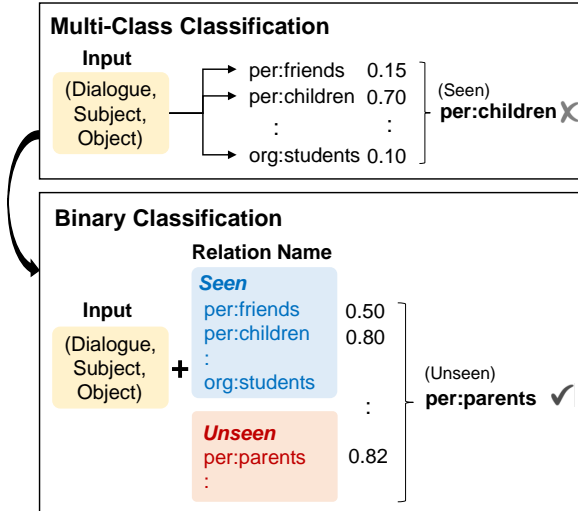 Multi-Class Classification
Input
(Dialogue,
Subject,
Object)
per:friends 0.15
per:children 0.70
: :
org:students 0.10
(Seen)
per:children
Binary Classification
Relation Name
Input
(Dialogue,
Subject,
Object)
+
Seen
per:friends 0.50
per:children 0.80
:
org:students
:
Unseen
per:parents 0.82
:
(Unseen)
per:parents